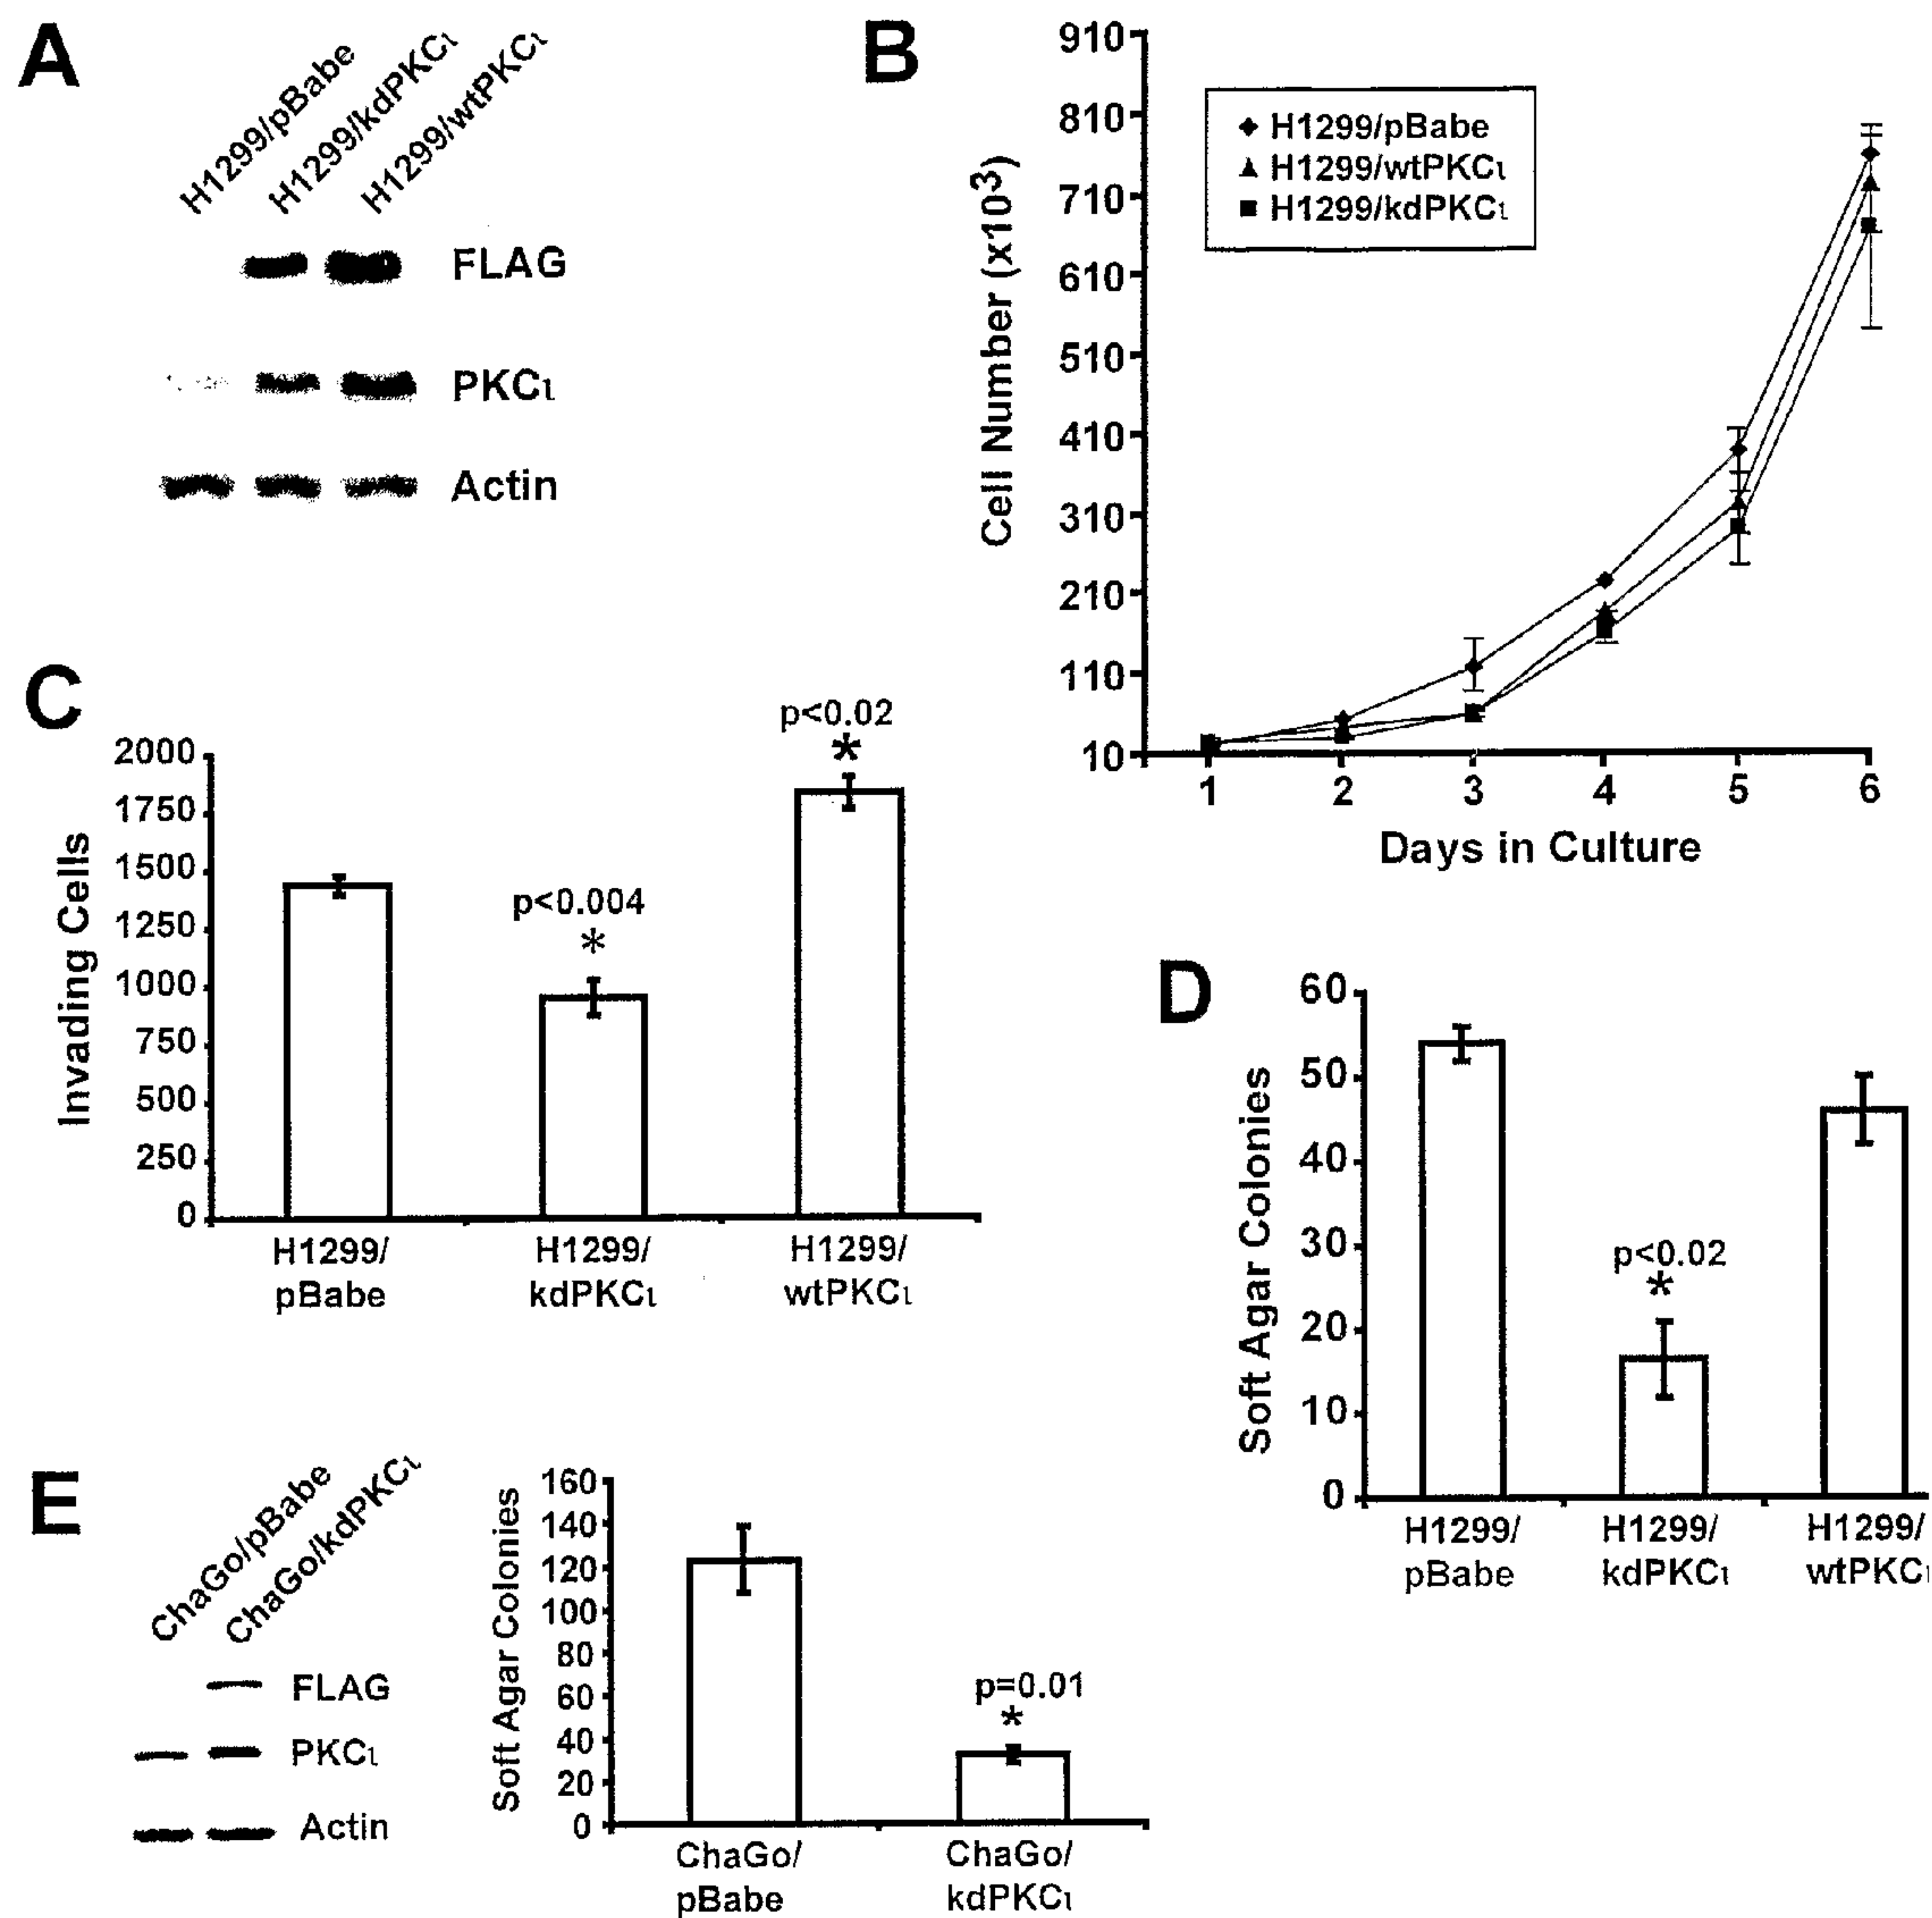 A
H1299/pBabe
H1299/kdPKCι
H1299/wtPKCι
FLAG
PKCι
Actin
B
Cell Number (x10³)
910
810
710
610
510
410
310
210
110
10
H1299/pBabe
H1299/wtPKCι
H1299/kdPKCι
1 2 3 4 5 6
Days in Culture
C
Invading Cells
2000
1750
1500
1250
1000
750
500
250
0
p<0.004
*
p<0.02
*
H1299/
pBabe
H1299/
kdPKCι
H1299/
wtPKCι
D
Soft Agar Colonies
60
50
40
30
20
10
0
p<0.02
*
H1299/
pBabe
H1299/
kdPKCι
H1299/
wtPKCι
E
ChaGo/pBabe
ChaGo/kdPKCι
FLAG
PKCι
Actin
Soft Agar Colonies
160
140
120
100
80
60
40
20
0
p=0.01
*
ChaGo/
pBabe
ChaGo/
kdPKCι